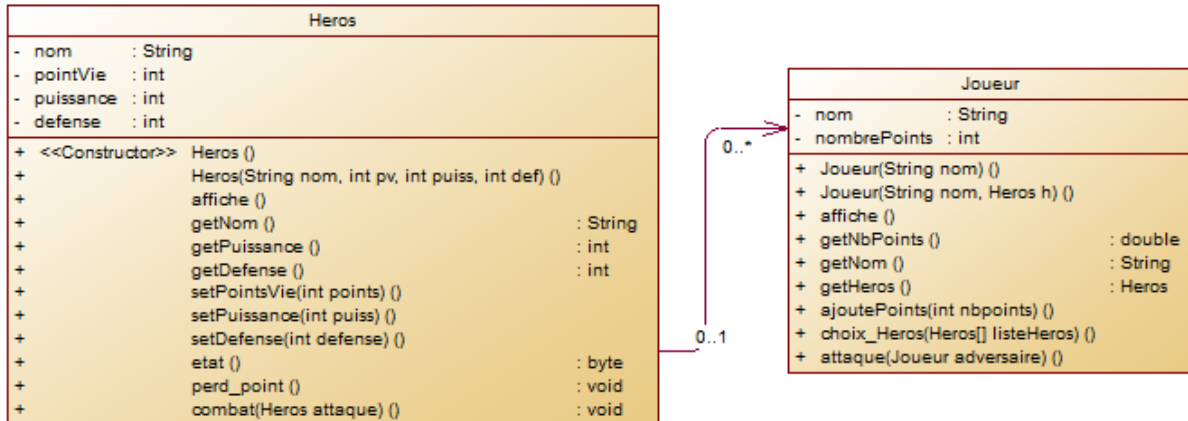 Heros
- nom : String
- pointVie : int
- puissance : int
- defense : int
+ <<Constructor>> Heros ()
+ Heros(String nom, int pv, int puiss, int def) ()
+ affiche ()
+ getNom () : String
+ getPuissance () : int
+ getDefense () : int
+ setPointsVie(int points) ()
+ setPuissance(int puiss) ()
+ setDefense(int defense) ()
+ etat () : byte
+ perd_point () : void
+ combat(Heros attaque) () : void
0..1
0..*
Joueur
- nom : String
- nombrePoints : int
+ Joueur(String nom) ()
+ Joueur(String nom, Heros h) ()
+ affiche ()
+ getNbPoints () : double
+ getNom () : String
+ getHeros () : Heros
+ ajoutePoints(int nbpoints) ()
+ choix_Heros(Heros[] listeHeros) ()
+ attaque(Joueur adversaire) ()